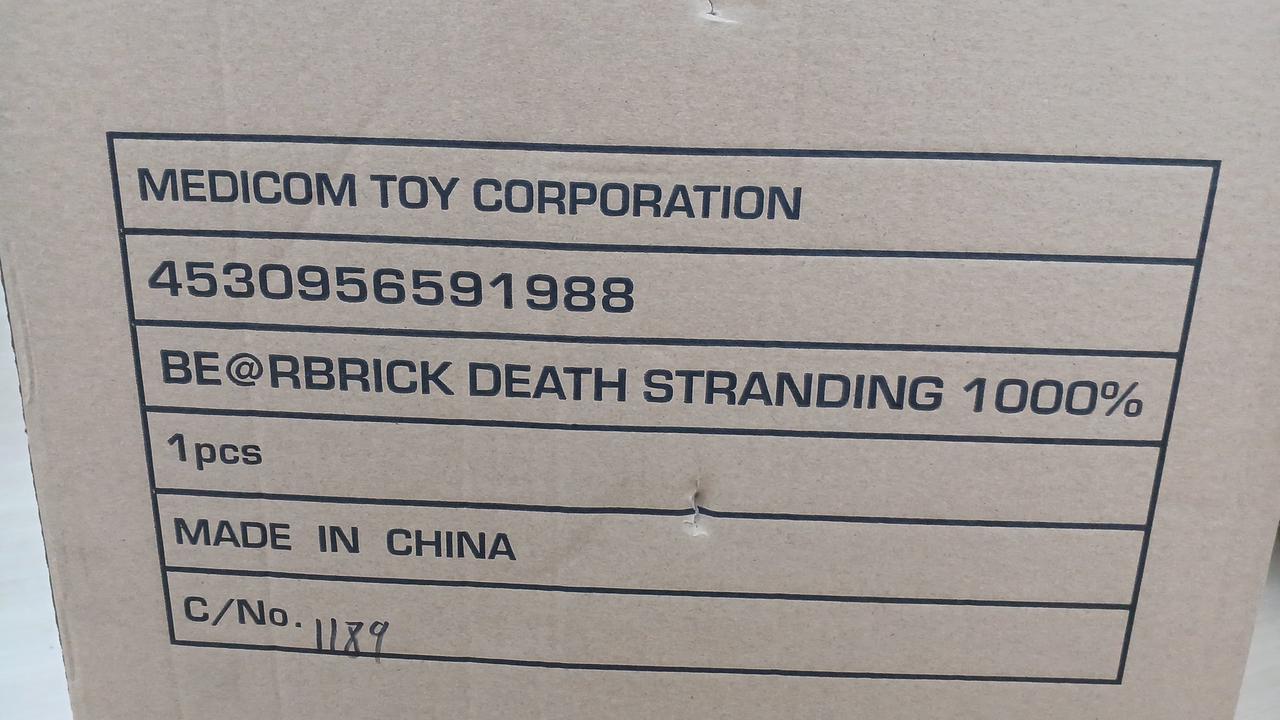 MEDICOM TOY CORPORATION
4530956591988
BE@RBRICK DEATH STRANDING 1000%
1pcs
MADE IN CHINA
C/No. 1189